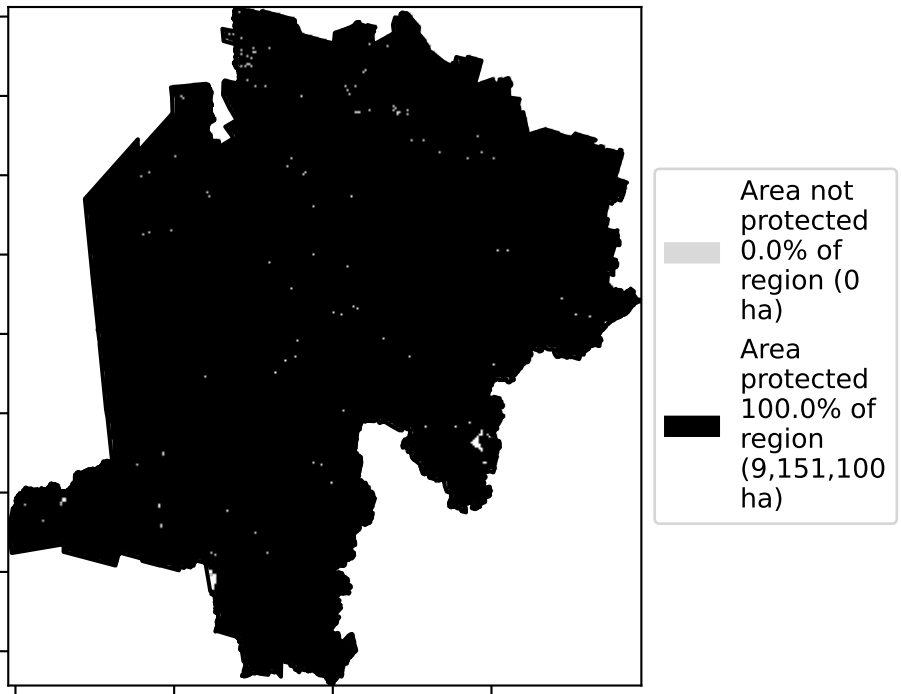 Area not
protected
0.0% of
region (0
ha)
Area
protected
100.0% of
region
(9,151,100
ha)